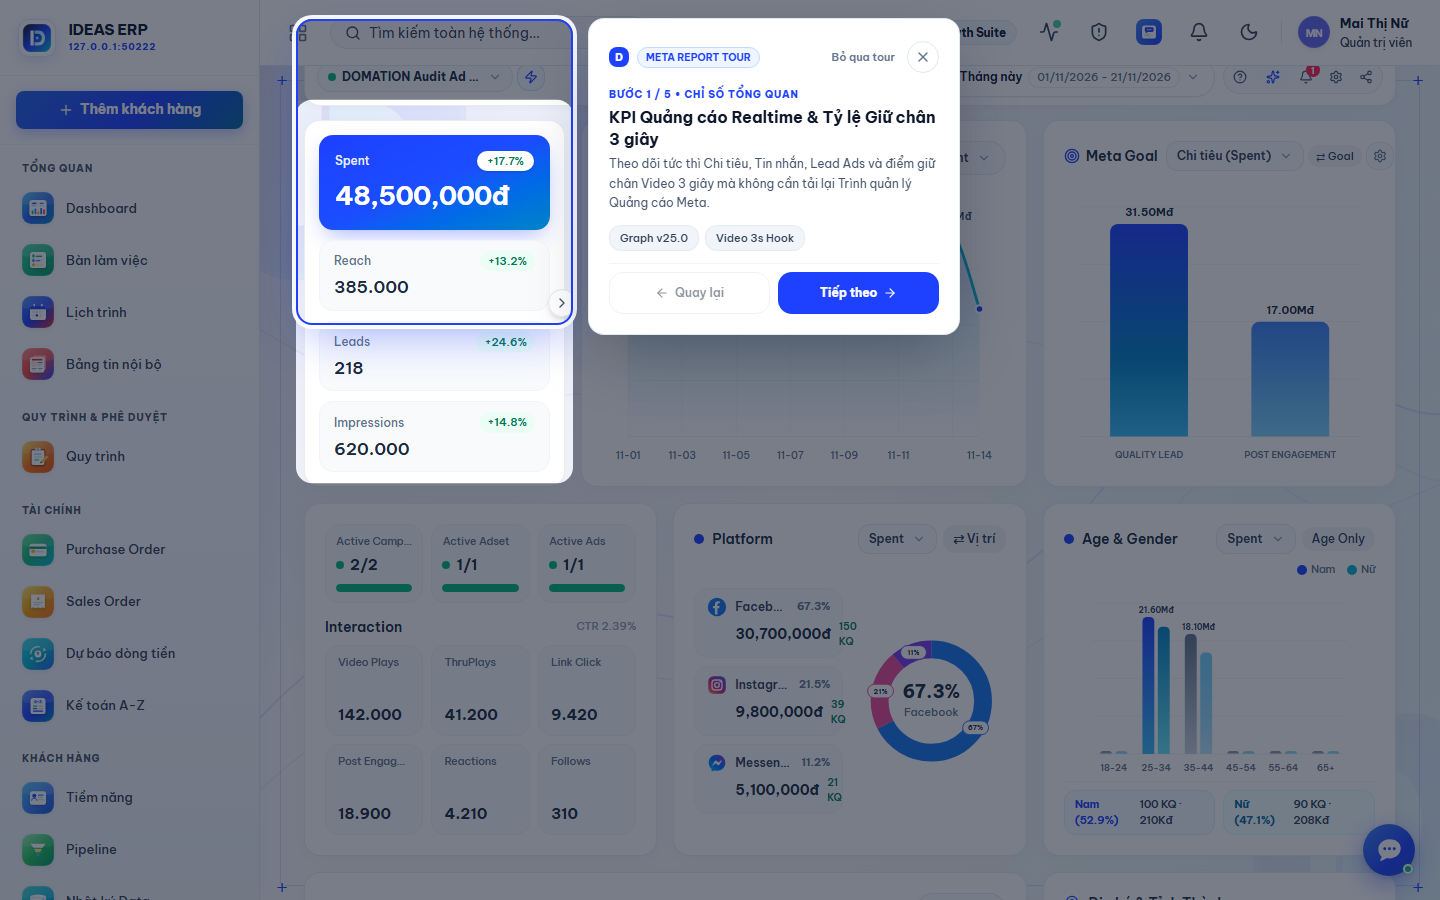 IDEAS ERP
127.0.0.1:50222
Thêm khách hàng
TỔNG QUAN
Dashboard
Bàn làm việc
Lịch trình
Bảng tin nội bộ
QUY TRÌNH & PHÊ DUYỆT
Quy trình
TÀI CHÍNH
Purchase Order
Sales Order
Dự báo dòng tiền
Kế toán A-Z
KHÁCH HÀNG
Tiềm năng
Pipeline
Nhật ký Data
Tìm kiếm toàn hệ thống...
rth Suite
MN
Mai Thị Nữ
Quản trị viên
DOMATION Audit Ad ...
Tháng này
01/11/2026 - 21/11/2026
1
D
META REPORT TOUR
Bỏ qua tour
BƯỚC 1 / 5 • CHỈ SỐ TỔNG QUAN
KPI Quảng cáo Realtime & Tỷ lệ Giữ chân
3 giây
Theo dõi tức thì Chi tiêu, Tin nhắn, Lead Ads và điểm giữ
chân Video 3 giây mà không cần tải lại Trình quản lý
Quảng cáo Meta.
Graph v25.0
Video 3s Hook
← Quay lại
Tiếp theo →
Spent
+17.7%
48,500,000đ
Reach
+13.2%
385.000
Leads
+24.6%
218
Impressions
+14.8%
620.000
nt
Mđ
11-01
11-03
11-05
11-07
11-09
11-11
11-14
Meta Goal
Chi tiêu (Spent)
⇄ Goal
31.50Mđ
17.00Mđ
QUALITY LEAD
POST ENGAGEMENT
Active Camp...
2/2
Active Adset
1/1
Active Ads
1/1
Interaction
CTR 2.39%
Video Plays
142.000
ThruPlays
41.200
Link Click
9.420
Post Engag...
18.900
Reactions
4.210
Follows
310
Platform
Spent
⇄ Vị trí
Faceb...
67.3%
30,700,000đ
150
KQ
Instagr...
21.5%
9,800,000đ
39
KQ
Messen...
11.2%
5,100,000đ
21
KQ
11%
21%
67%
67.3%
Facebook
Age & Gender
Spent
Age Only
Nam
Nữ
21.60Mđ
18.10Mđ
18-24
25-34
35-44
45-54
55-64
65+
Nam
(52.9%)
100 KQ ·
210Kđ
Nữ
(47.1%)
90 KQ ·
208Kđ